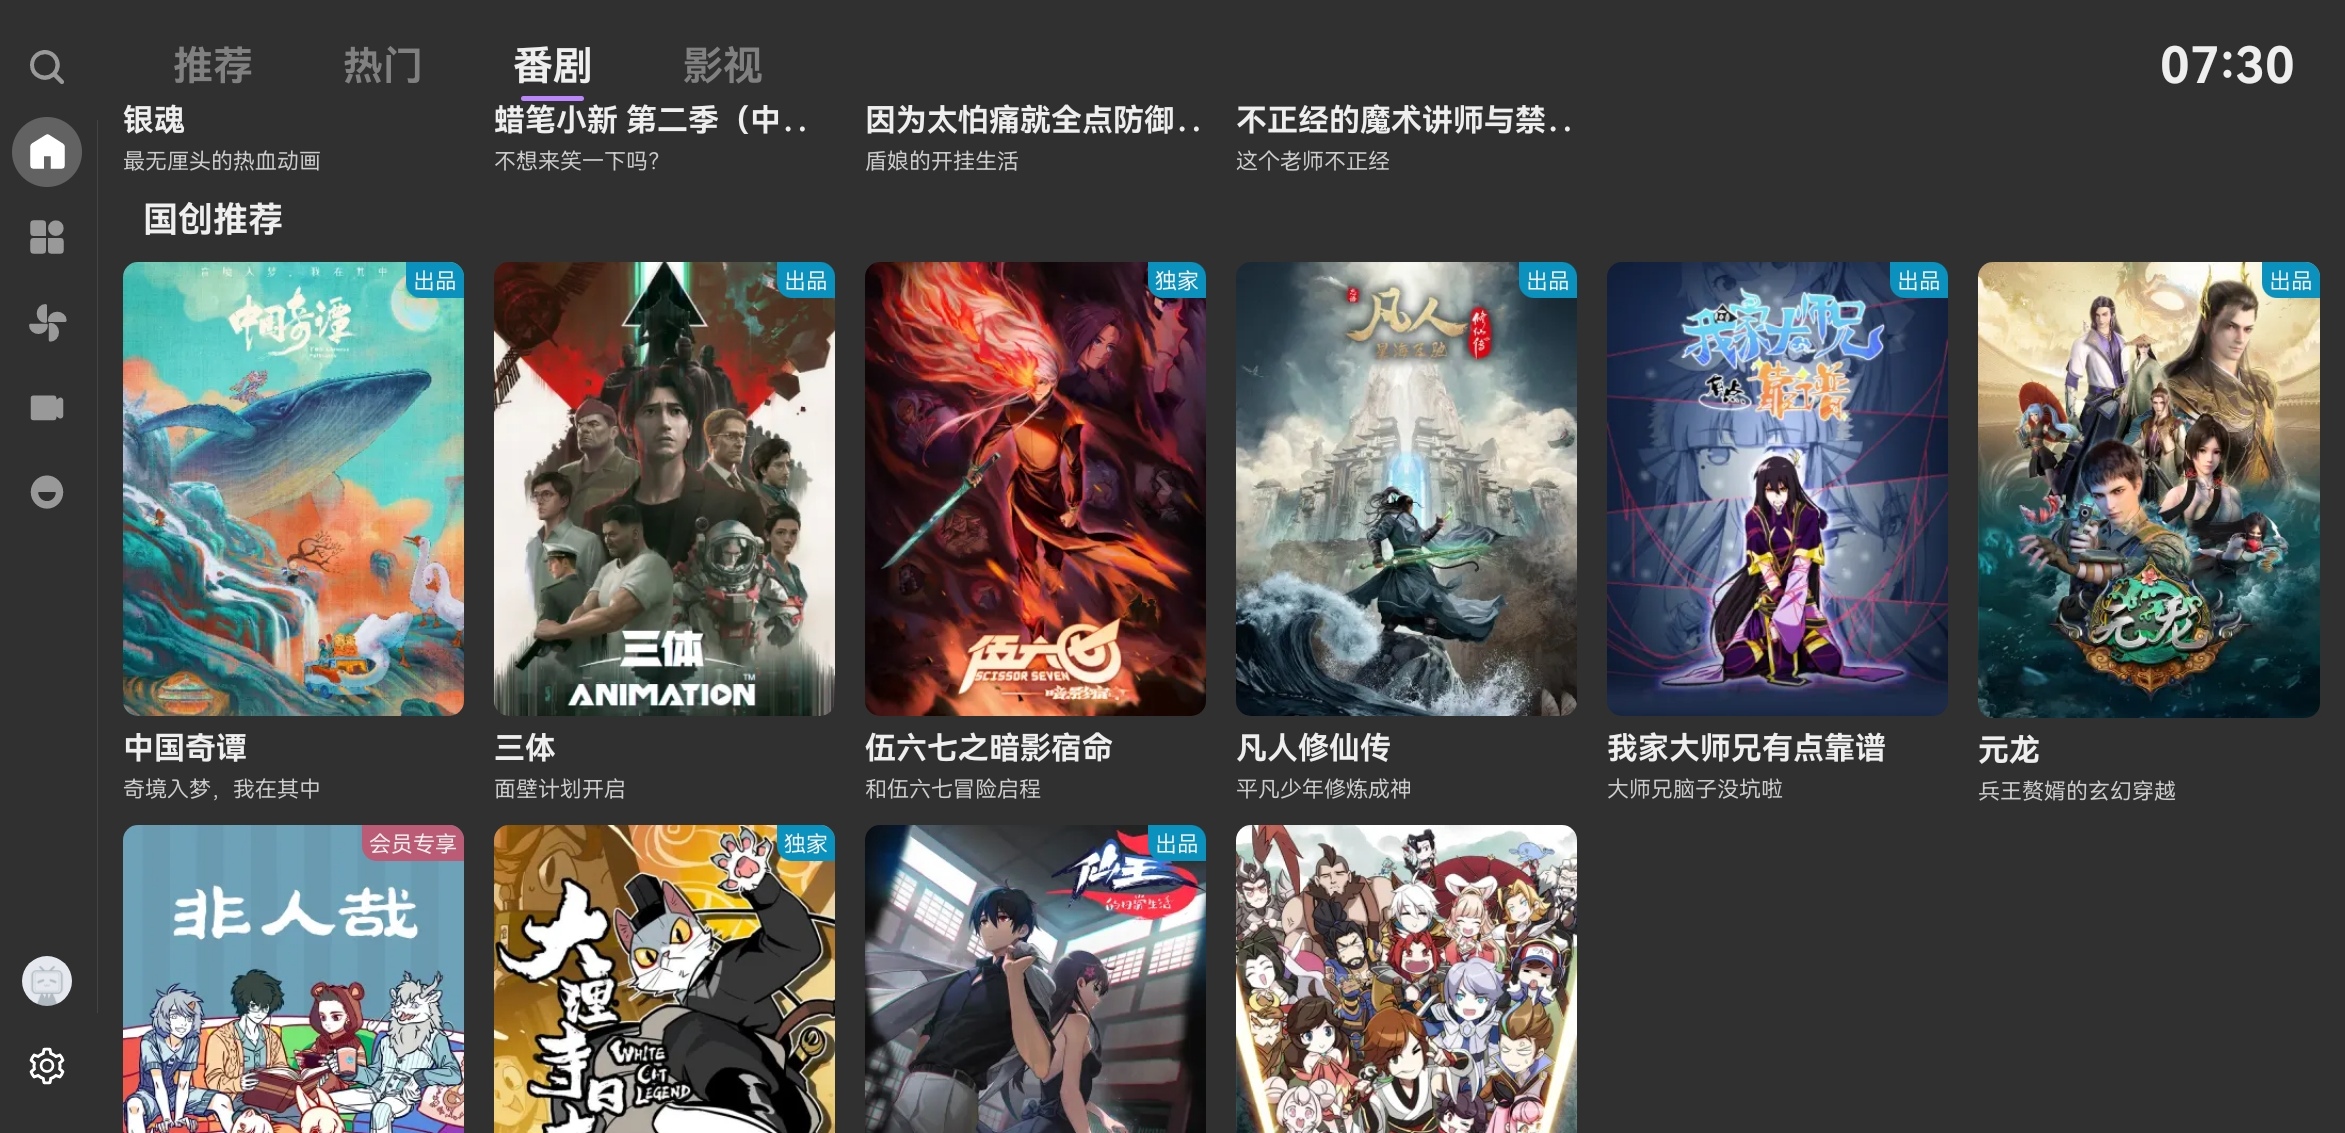 推荐 热门 番剧 影视 07:30
银魂 蜡笔小新 第二季（中.. 因为太怕痛就全点防御.. 不正经的魔术讲师与禁..
最无厘头的热血动画 不想来笑一下吗？ 盾娘的开挂生活 这个老师不正经
国创推荐
出品 出品 独家 出品 出品 出品
中国奇谭
三体
ANIMATION
伍六七
SCISSOR SEVEN
凡人
修仙传
我家大师兄
有点靠谱
元龙
中国奇谭 三体 伍六七之暗影宿命 凡人修仙传 我家大师兄有点靠谱 元龙
奇境入梦，我在其中 面壁计划开启 和伍六七冒险启程 平凡少年修炼成神 大师兄脑子没坑啦 兵王赘婿的玄幻穿越
会员专享 独家 出品
非人哉
大理寺日
WHITE
CAT
LEGEND
仙王
的日常生活